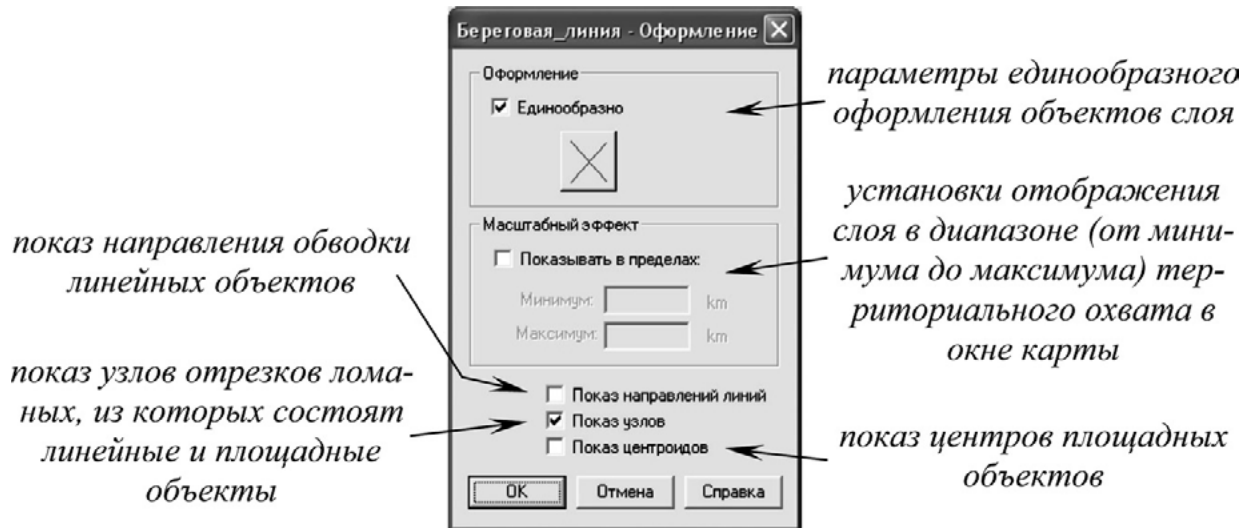 Береговая_линия - Оформление
Оформление
Единообразно
Масштабный эффект
Показывать в пределах:
Минимум: km
Максимум: km
Показ направлений линий
Показ узлов
Показ центроидов
OK Отмена Справка
показ направления обводки
линейных объектов
показ узлов отрезков лома-
ных, из которых состоят
линейные и площадные
объекты
параметры единообразного
оформления объектов слоя
установки отображения
слоя в диапазоне (от мини-
мума до максимума) тер-
риториального охвата в
окне карты
показ центров площадных
объектов